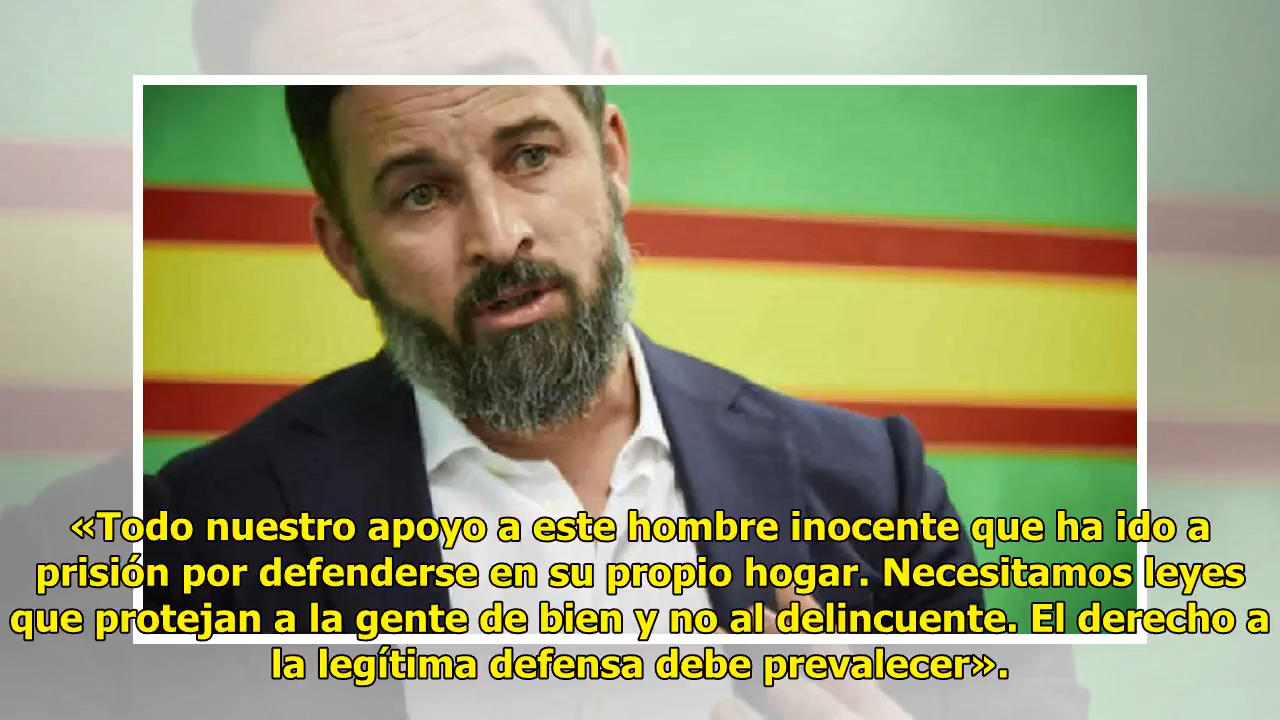 «Todo nuestro apoyo a este hombre inocente que ha ido a
prisión por defenderse en su propio hogar. Necesitamos leyes
que protejan a la gente de bien y no al delincuente. El derecho a
la legítima defensa debe prevalecer».